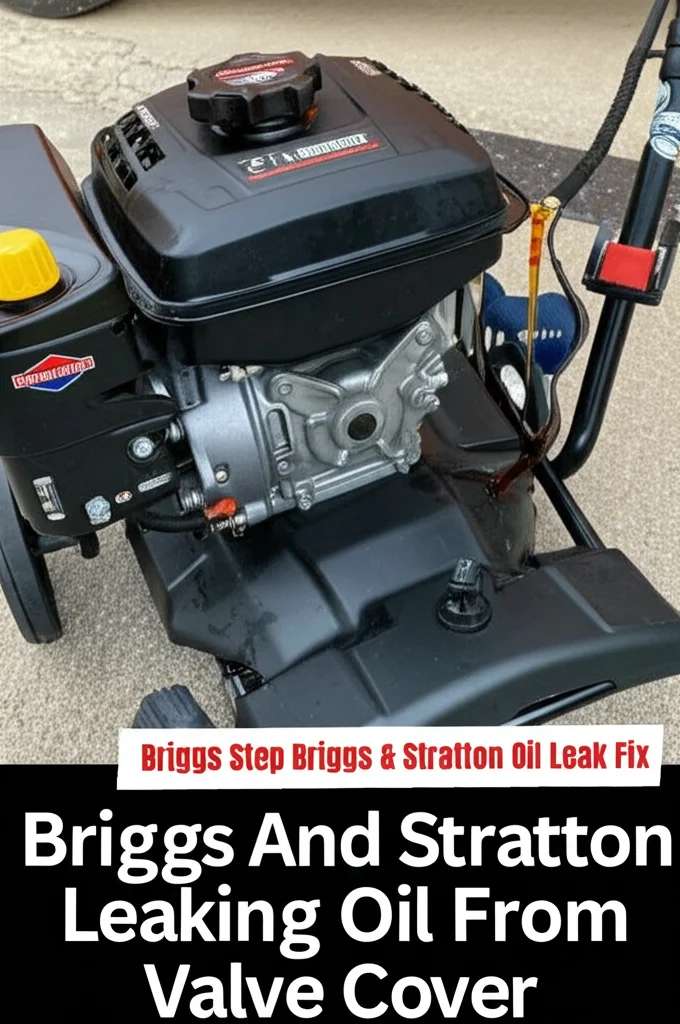 Briggs Step Briggs & Stratton Oil Leak Fix
Briggs And Stratton
Leaking Oil From
Valve Cover